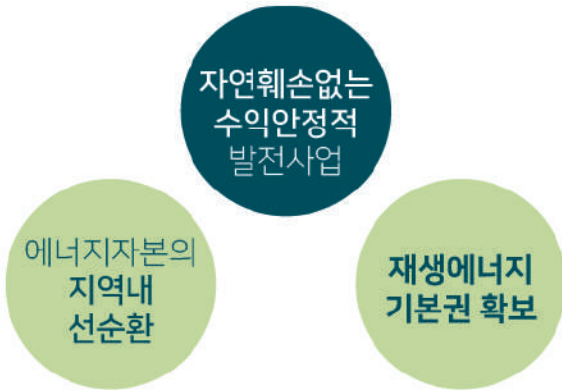 자연훼손없는
수익안정적
발전사업
에너지자본의
지역내
선순환
재생에너지
기본권 확보